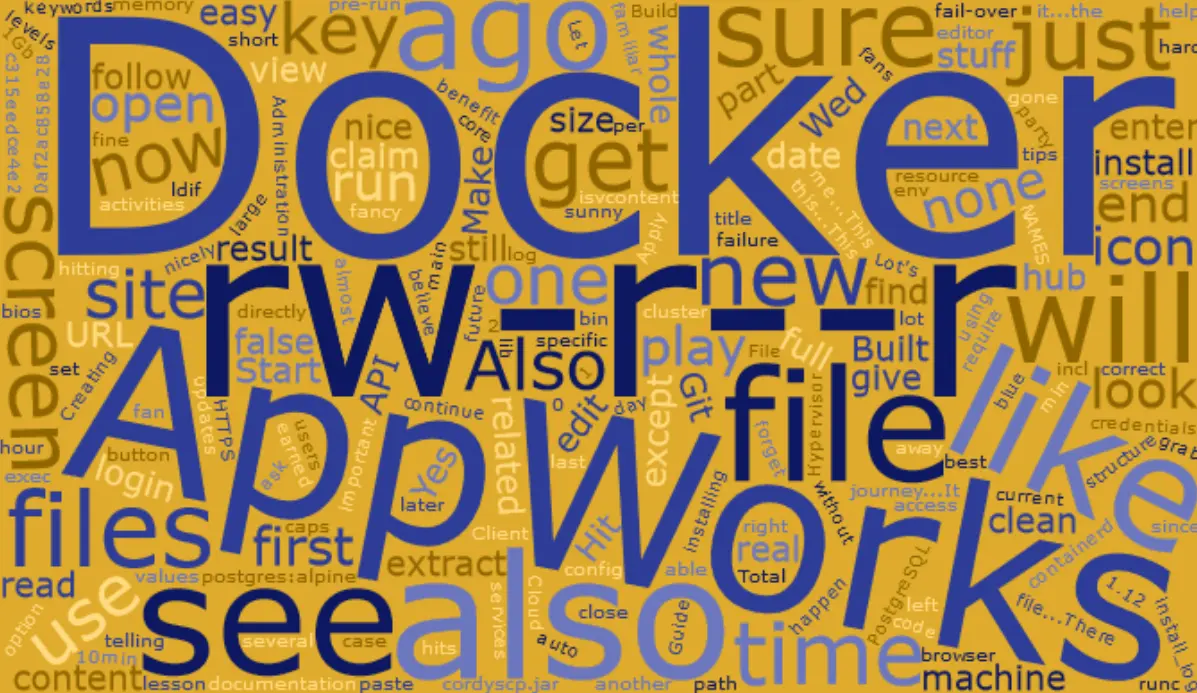 keywords
memory
easy
pre-run
Build
fail-over
it...the
help
levels
short
key
ago
Let
familiar
whole
sure
editor
stuff
just
hard
1Gb
follow
view
benefit
part
Wed
fans
gone
party
open
Docker
nice
core
size
per
claim
get
date
next
enter
c315eedce4e2
0af2ac858a28
fine
now
ldif
Administration
run
Make
isvcontent
me...This
this...This
resource
env
none
tips
install
screens
activities
fancy
sunny
Apply
title
failure
NAMES
end
screen
nicely
large
result
still
log
Lot's
icon
hitting
almost
believe
main
one
new
find
hub
will
site
bios
URL
directly
rw-r--r--r
future
2
lib
bin
cluster
lot
using
require
false
Start
API
Also
specific
1
play
File
full
Built
give
blue
min
incl
correct
set
Creating
look
fan
updates
HTTPS
users
earned
important
continue
0
edit
day
Git
except
file
like
credentials
hour
button
ask
AppWorks
Yes
related
last
forget
Hypervisor
away
best
structure
grab
exec
login
later
installing
without
journey...It
access
current
clean
since
files
first
caps
Client
Hit
right
real
containerd
read
values
postgres:alpine
extract
config
able
Total
PostgreSQL
1.12
option
use
see
also
services
Cloud
close
Guide
happen
left
code
file...There
install_log
telling
several
case
hits
auto
time
browser
10min
content
lesson
documentation
paste
cordyscp.jar
another
path
machine
runc